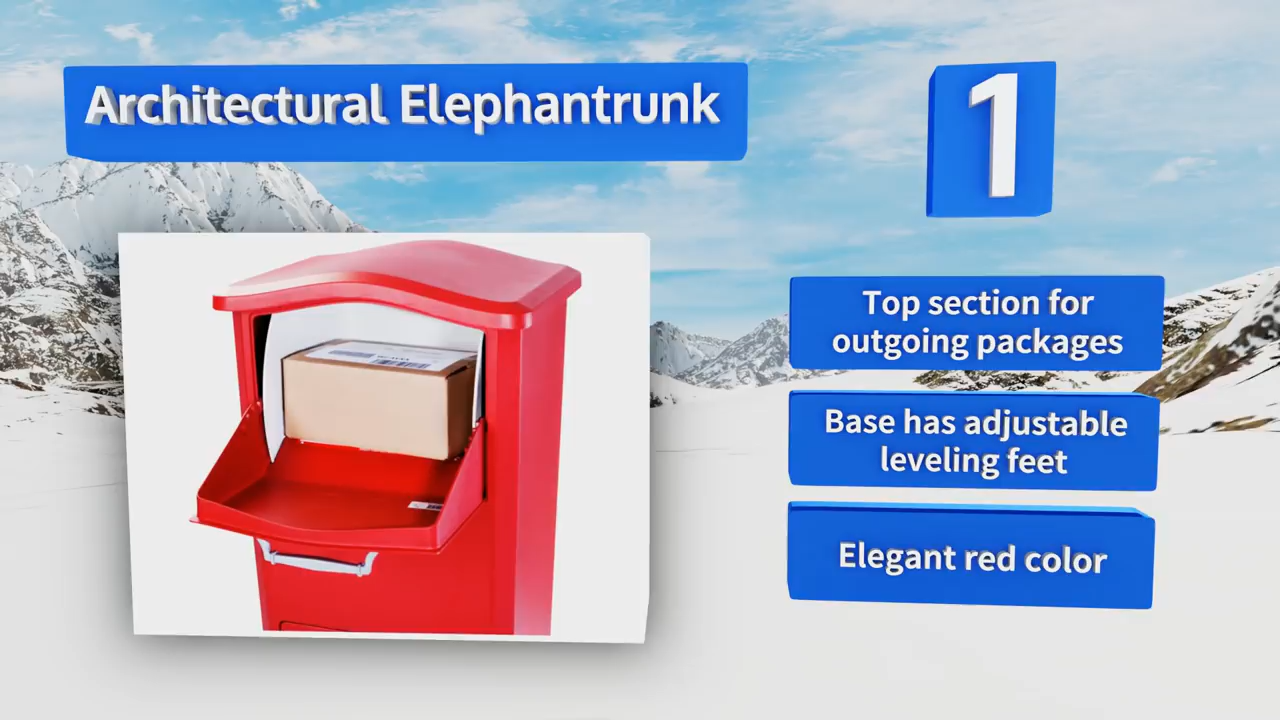 Architectural Elephantrunk
1
Top section for
outgoing packages
Base has adjustable
leveling feet
Elegant red color